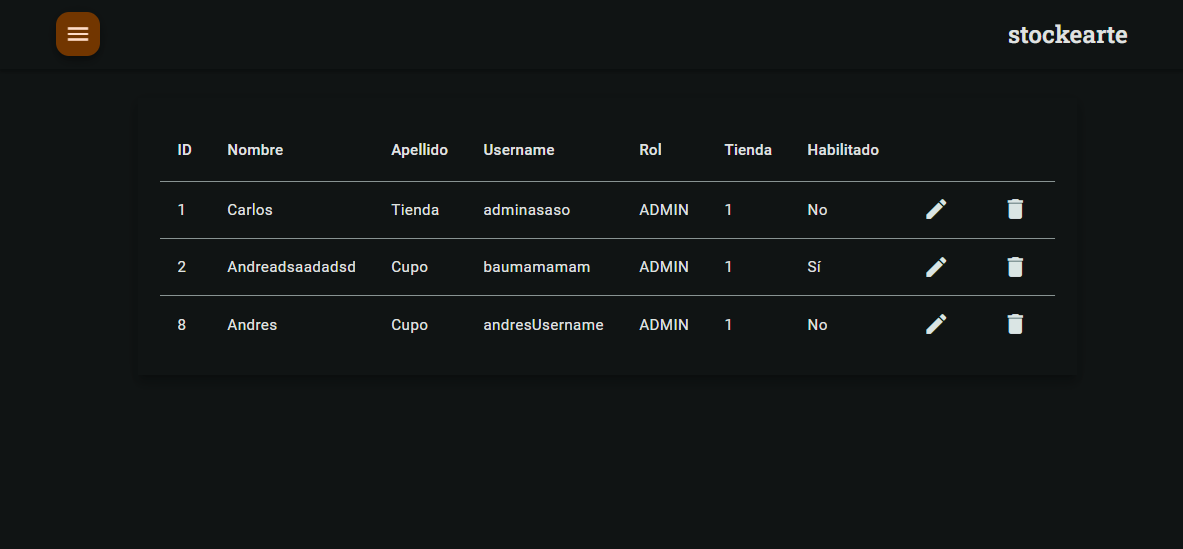 stockearte
ID Nombre Apellido Username Rol Tienda Habilitado
1 Carlos Tienda adminasaso ADMIN 1 No
2 Andreadsaadadsd Cupo baumamamam ADMIN 1 Sí
8 Andres Cupo andresUsername ADMIN 1 No